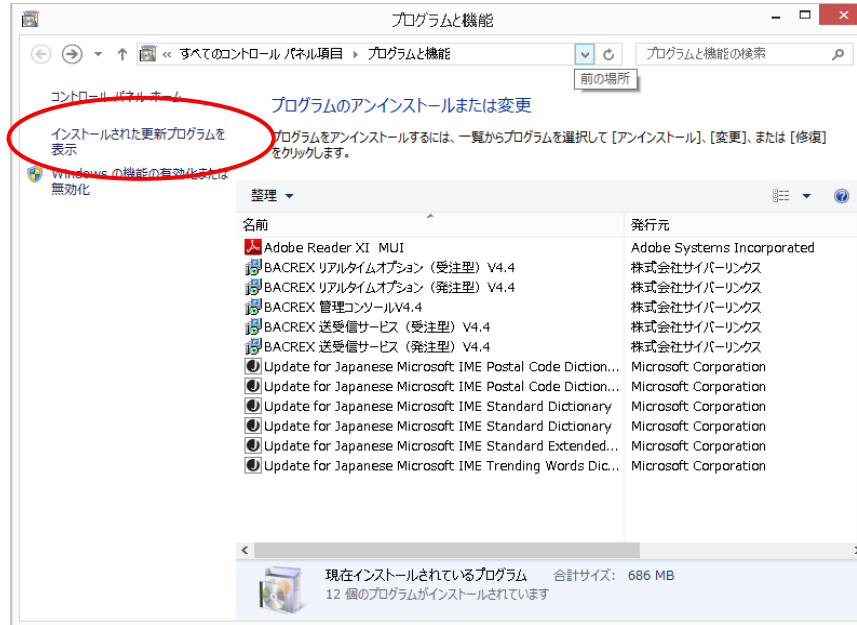 プログラムと機能
« すべてのコントロール パネル項目 ▸ プログラムと機能
プログラムと機能の検索
前の場所
コントロール パネル ホーム
インストールされた更新プログラムを
表示
Windows の機能の有効化または
無効化
プログラムのアンインストールまたは変更
プログラムをアンインストールするには、一覧からプログラムを選択して [アンインストール]、[変更]、または [修復]
をクリックします。
整理
名前 発行元
Adobe Reader XI MUI Adobe Systems Incorporated
BACREX リアルタイムオプション（受注型）V4.4 株式会社サイバーリンクス
BACREX リアルタイムオプション（発注型）V4.4 株式会社サイバーリンクス
BACREX 管理コンソールV4.4 株式会社サイバーリンクス
BACREX 送受信サービス（受注型）V4.4 株式会社サイバーリンクス
BACREX 送受信サービス（発注型）V4.4 株式会社サイバーリンクス
Update for Japanese Microsoft IME Postal Code Diction... Microsoft Corporation
Update for Japanese Microsoft IME Postal Code Diction... Microsoft Corporation
Update for Japanese Microsoft IME Standard Dictionary Microsoft Corporation
Update for Japanese Microsoft IME Standard Dictionary Microsoft Corporation
Update for Japanese Microsoft IME Standard Extended... Microsoft Corporation
Update for Japanese Microsoft IME Trending Words Dic... Microsoft Corporation
現在インストールされているプログラム 合計サイズ: 686 MB
12 個のプログラムがインストールされています